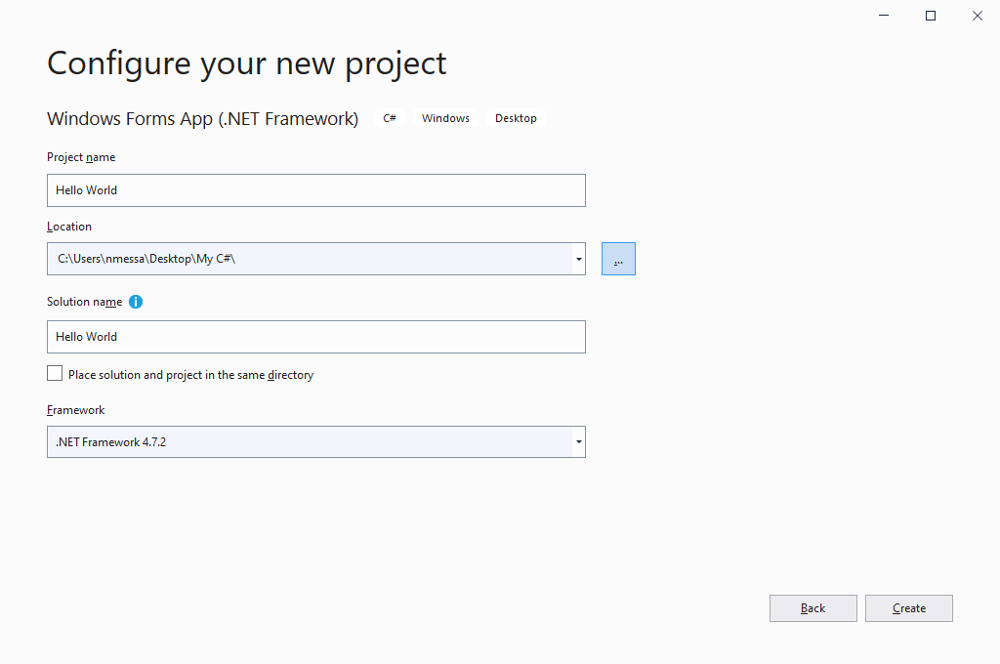 Configure your new project
Windows Forms App (.NET Framework) C# Windows Desktop
Project name
Hello World
Location
C:\Users\nmessa\Desktop\My C#\
...
Solution name
Hello World
Place solution and project in the same directory
Framework
.NET Framework 4.7.2
Back Create